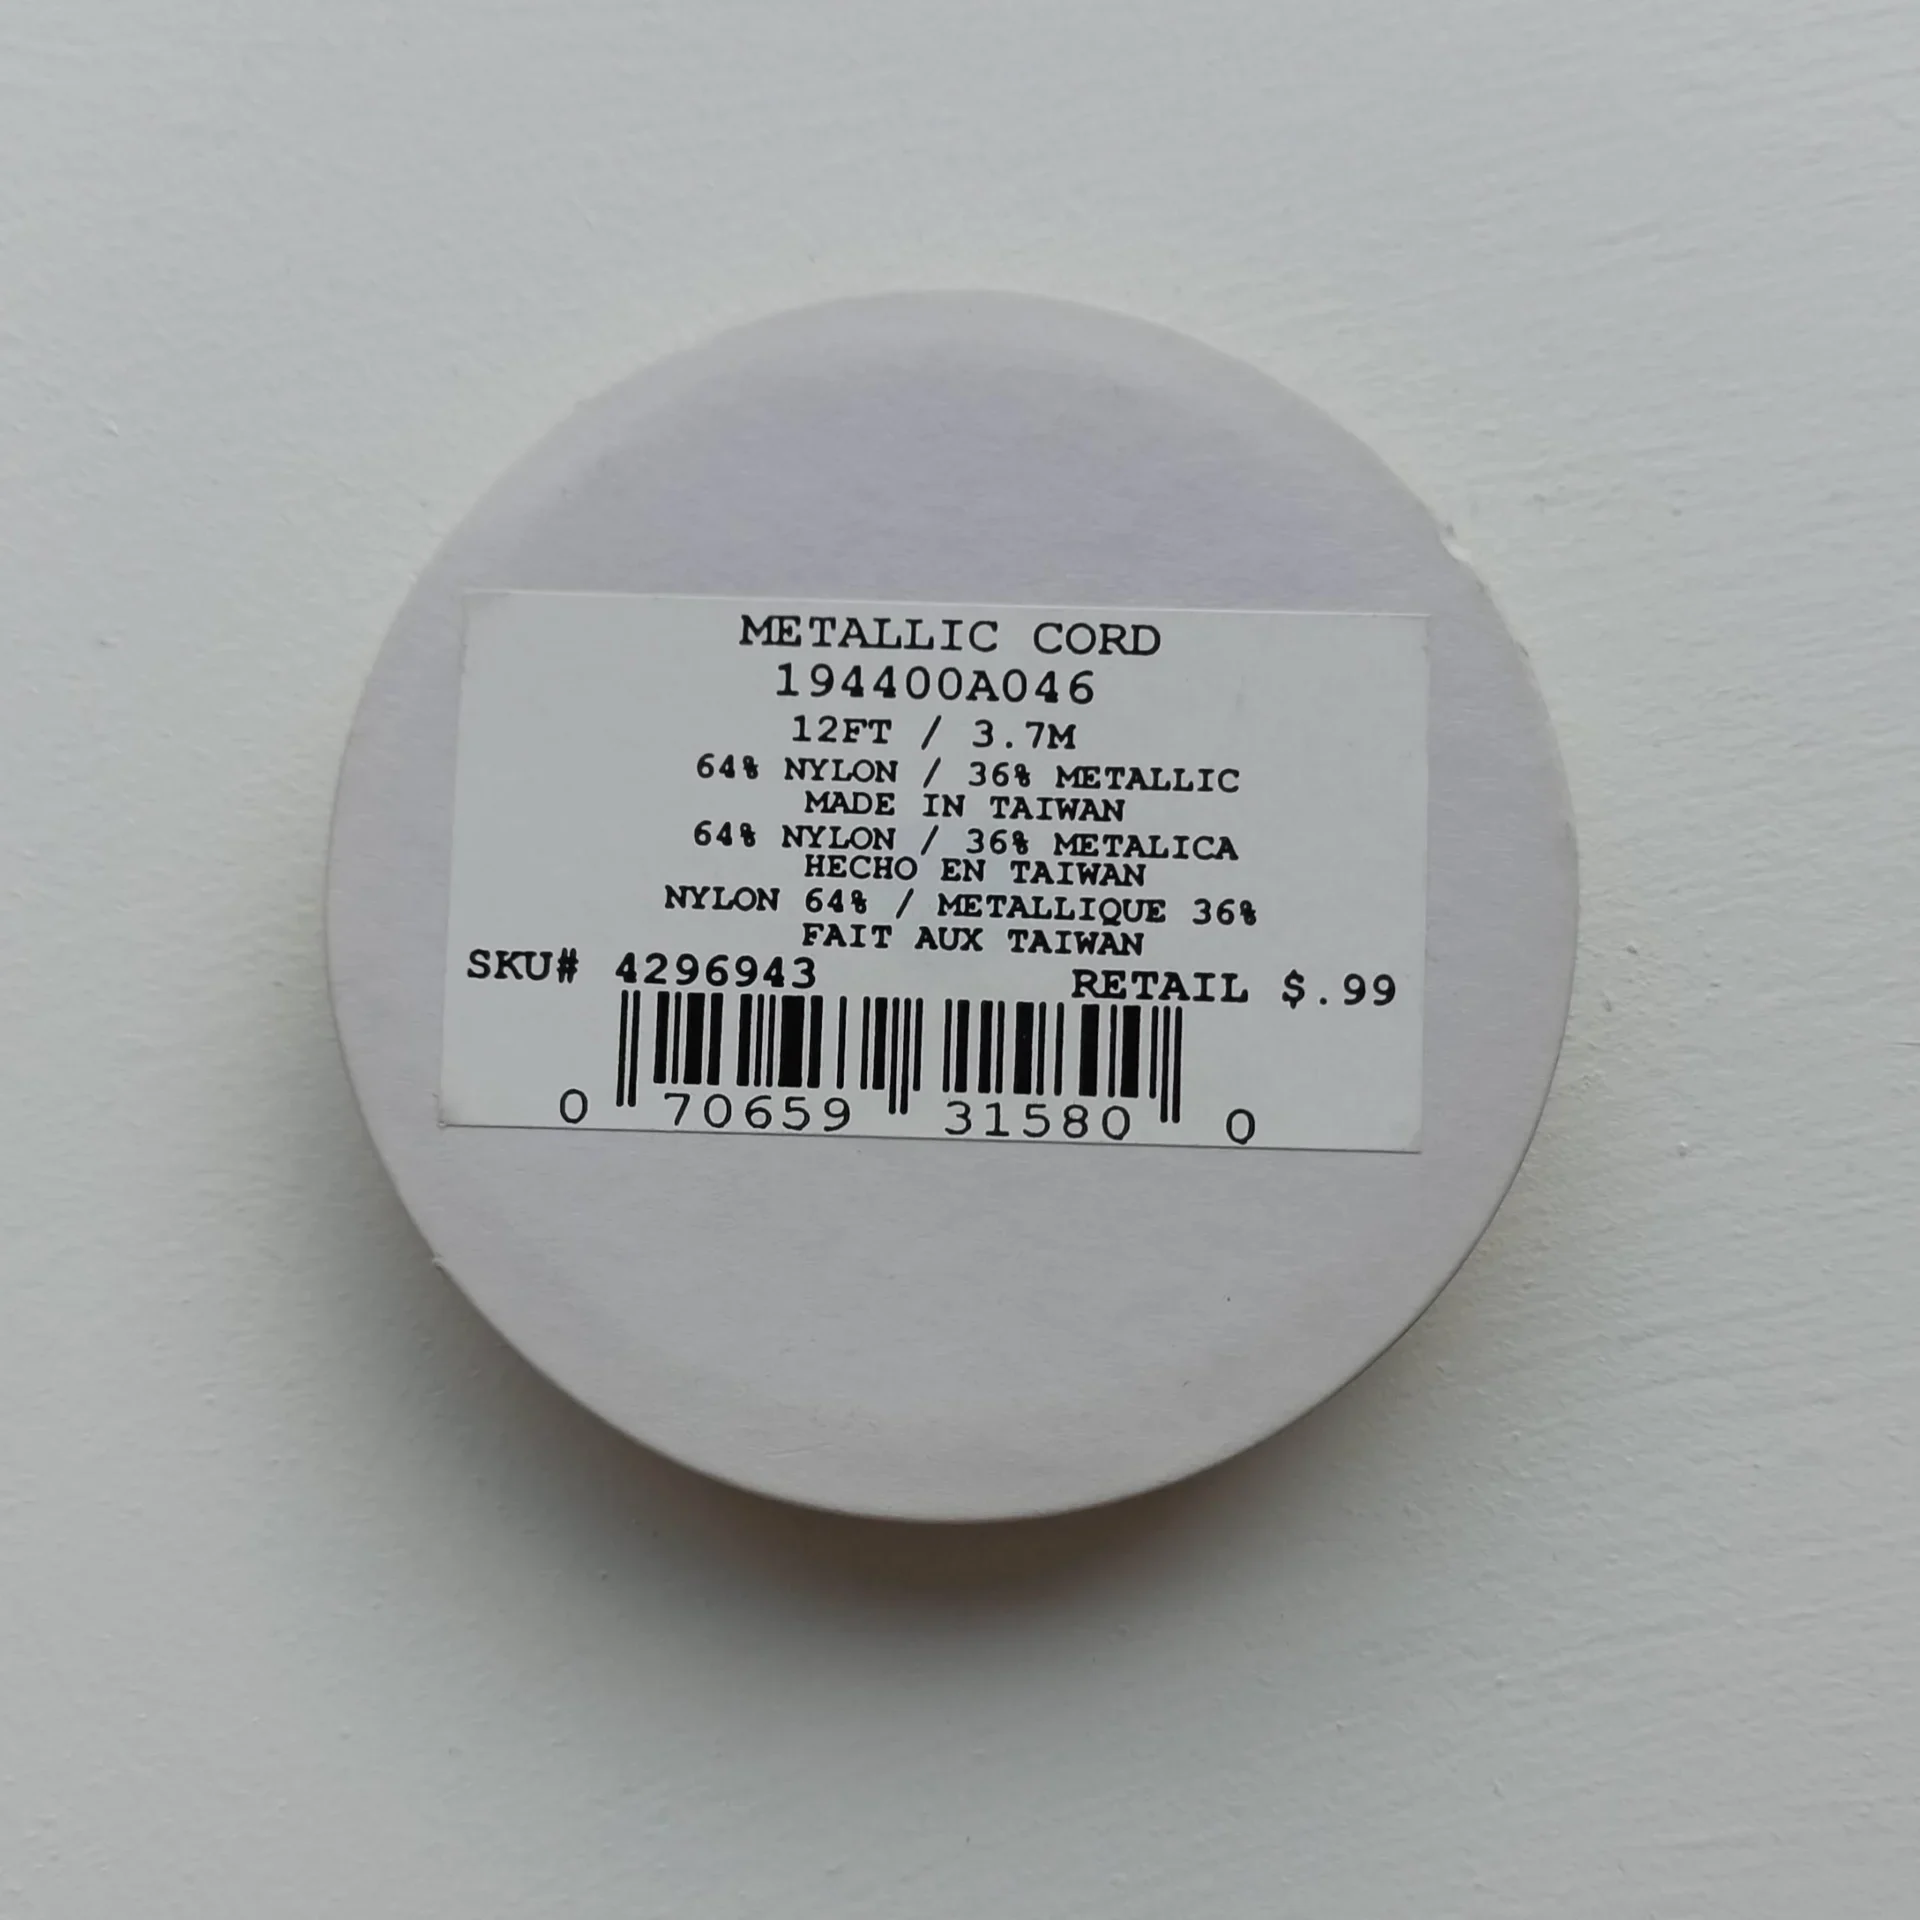 METALLIC CORD
194400A046
12FT / 3.7M
64% NYLON / 36% METALLIC
MADE IN TAIWAN
64% NYLON / 36% METALICA
HECHO EN TAIWAN
NYLON 64% / METALLIQUE 36%
FAIT AUX TAIWAN
SKU# 4296943 RETAIL $.99
0 70659 31580 0